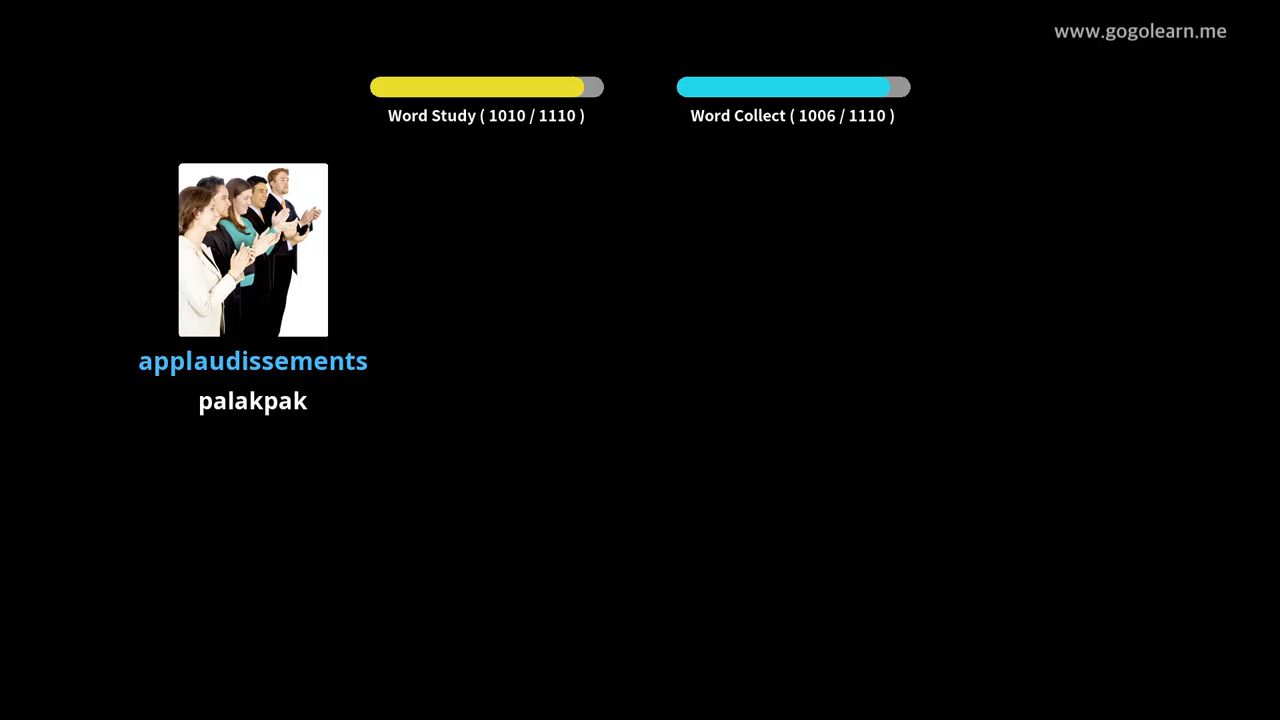 www.gogolearn.me
Word Study ( 1010 / 1110 )
Word Collect ( 1006 / 1110 )
applaudissements
palakpak